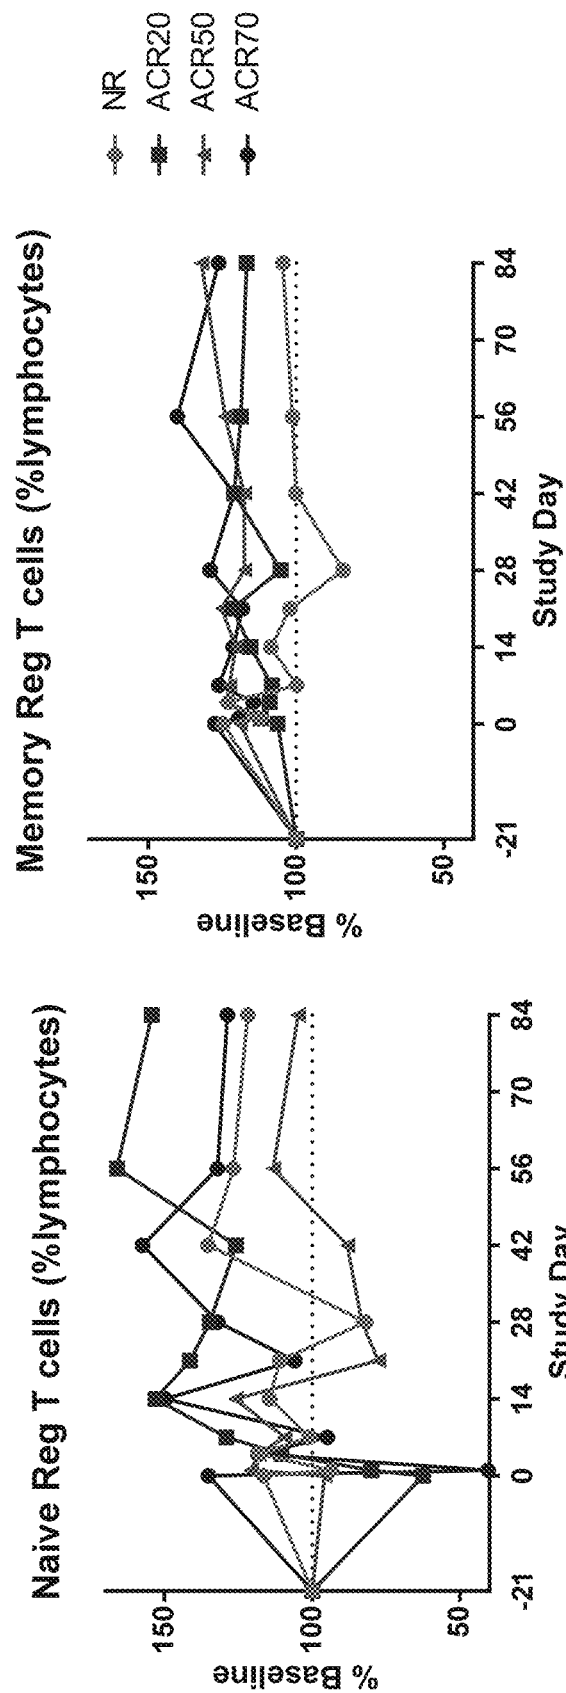 Naive Reg T cells (%lymphocytes)
% Baseline
150
100
50
-21
0
14
28
42
56
70
84
Study Day
Memory Reg T cells (%lymphocytes)
% Baseline
150
100
50
-21
0
14
28
42
56
70
84
Study Day
NR
ACR20
ACR50
ACR70